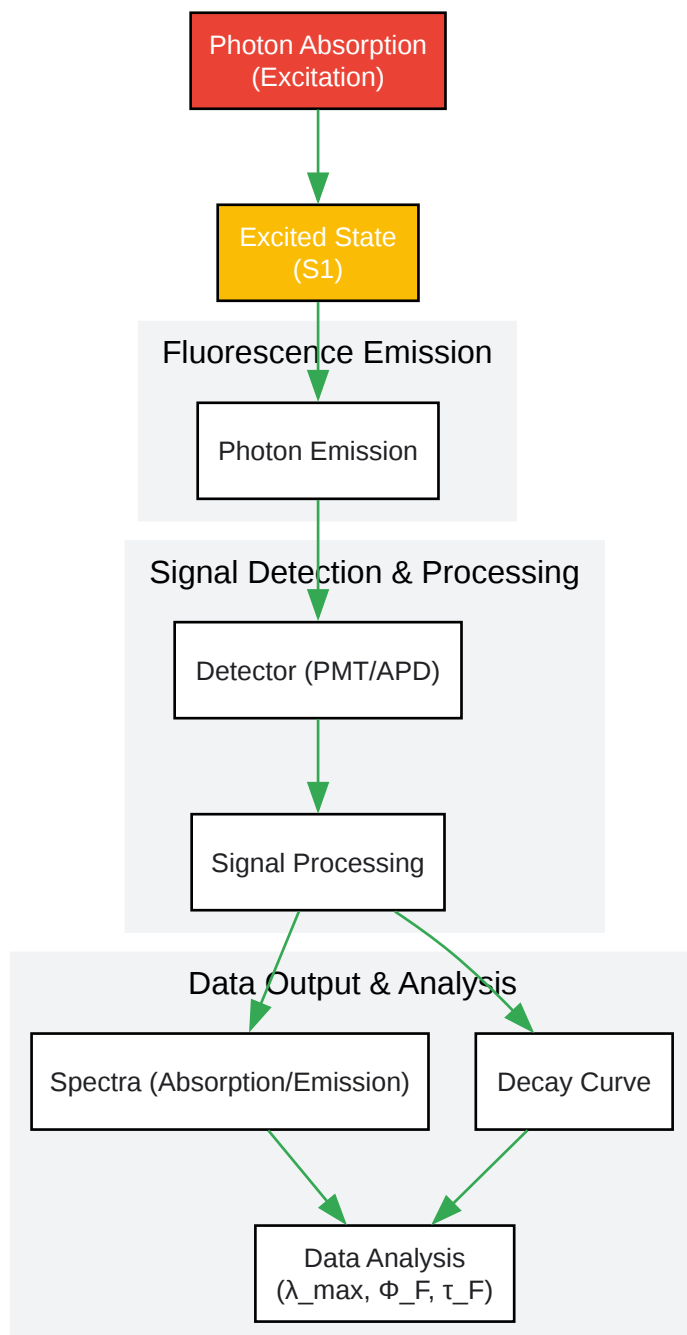 Photon Absorption
(Excitation)
Excited State
(S1)
Fluorescence Emission
Photon Emission
Signal Detection & Processing
Detector (PMT/APD)
Signal Processing
Data Output & Analysis
Spectra (Absorption/Emission)
Decay Curve
Data Analysis
(λ_max, Φ_F, τ_F)